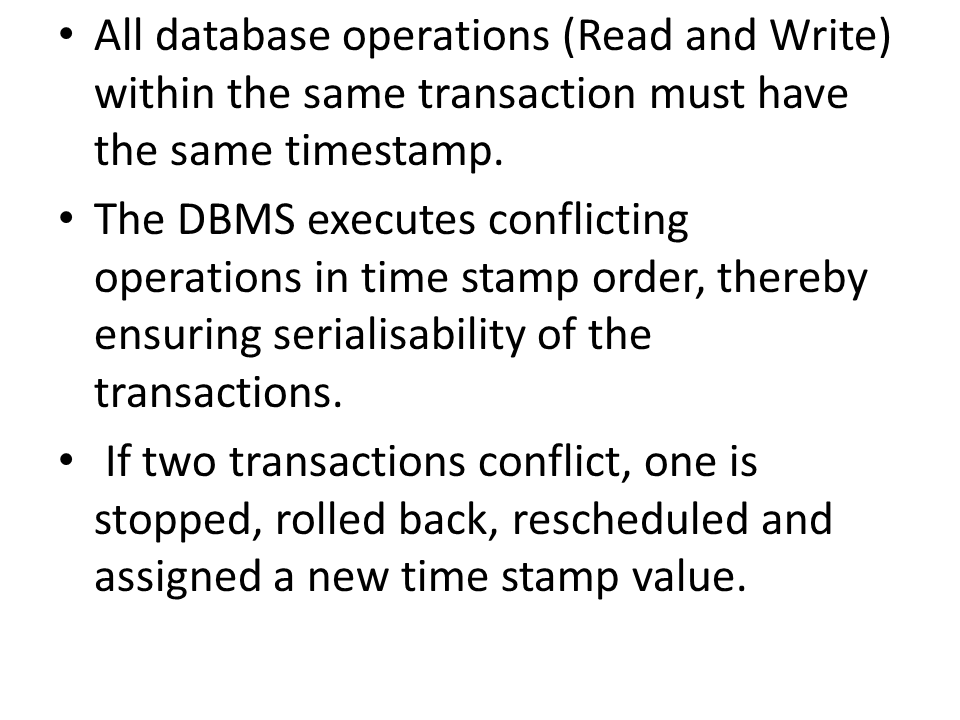 • All database operations (Read and Write)
within the same transaction must have
the same timestamp.
• The DBMS executes conflicting
operations in time stamp order, thereby
ensuring serialisability of the
transactions.
• If two transactions conflict, one is
stopped, rolled back, rescheduled and
assigned a new time stamp value.